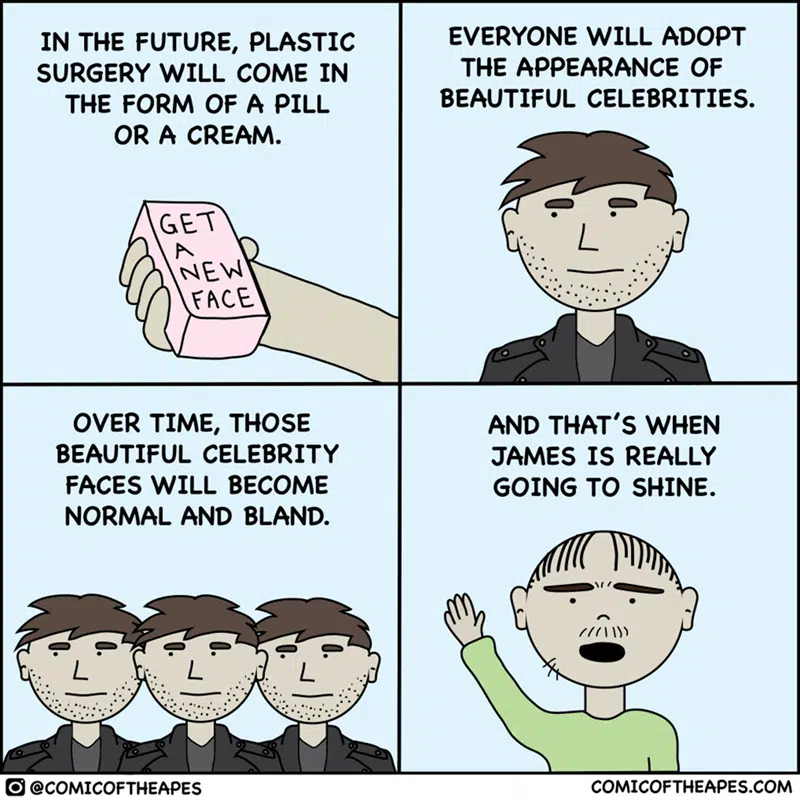 IN THE FUTURE, PLASTIC
SURGERY WILL COME IN
THE FORM OF A PILL
OR A CREAM.
GET
A
NEW
FACE
EVERYONE WILL ADOPT
THE APPEARANCE OF
BEAUTIFUL CELEBRITIES.
OVER TIME, THOSE
BEAUTIFUL CELEBRITY
FACES WILL BECOME
NORMAL AND BLAND.
AND THAT'S WHEN
JAMES IS REALLY
GOING TO SHINE.
@COMICOFTHEAPES
COMICOFTHEAPES.COM